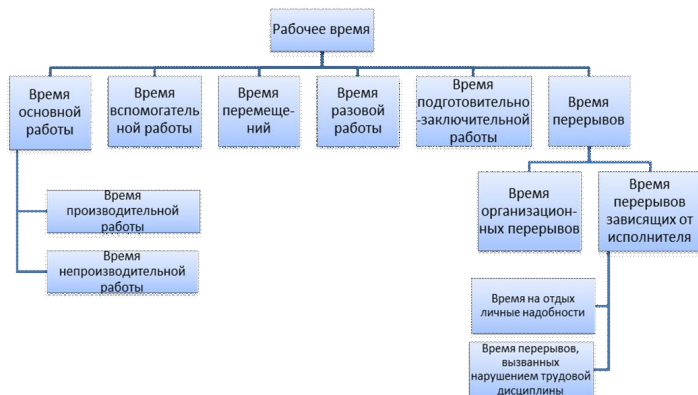 Рабочее время
Время
основной
работы
Время
вспомогатель
ной работы
Время
перемеще-
ний
Время
разовой
работы
Время
подготовительно
-заключительной
работы
Время
перерывов
Время
производительной
работы
Время
непроизводительной
работы
Время
организацион-
ных перерывов
Время
перерывов
зависящих от
исполнителя
Время на отдых
личные надобности
Время перерывов,
вызванных
нарушением трудовой
дисциплины